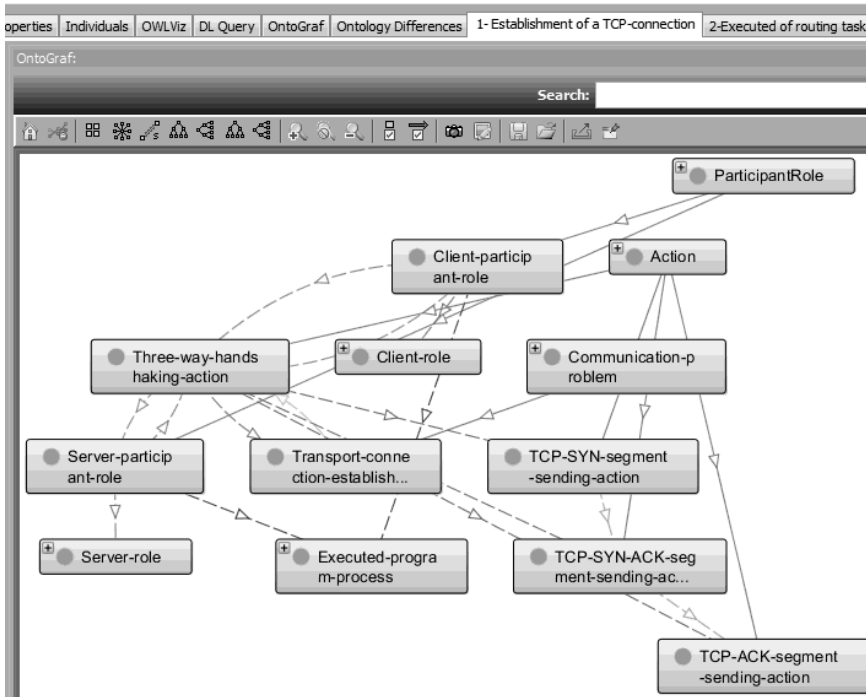 operties Individuals OWLViz DL Query OntoGraf Ontology Differences 1- Establishment of a TCP-connection 2-Executed of routing task
OntoGraf:
Search:
ParticipantRole
Client-particip
ant-role
Action
Three-way-hands
haking-action
Client-role
Communication-p
roblem
Server-particip
ant-role
Transport-conne
ction-establish...
TCP-SYN-segment
-sending-action
Server-role
Executed-progra
m-process
TCP-SYN-ACK-seg
ment-sending-ac...
TCP-ACK-segment
-sending-action